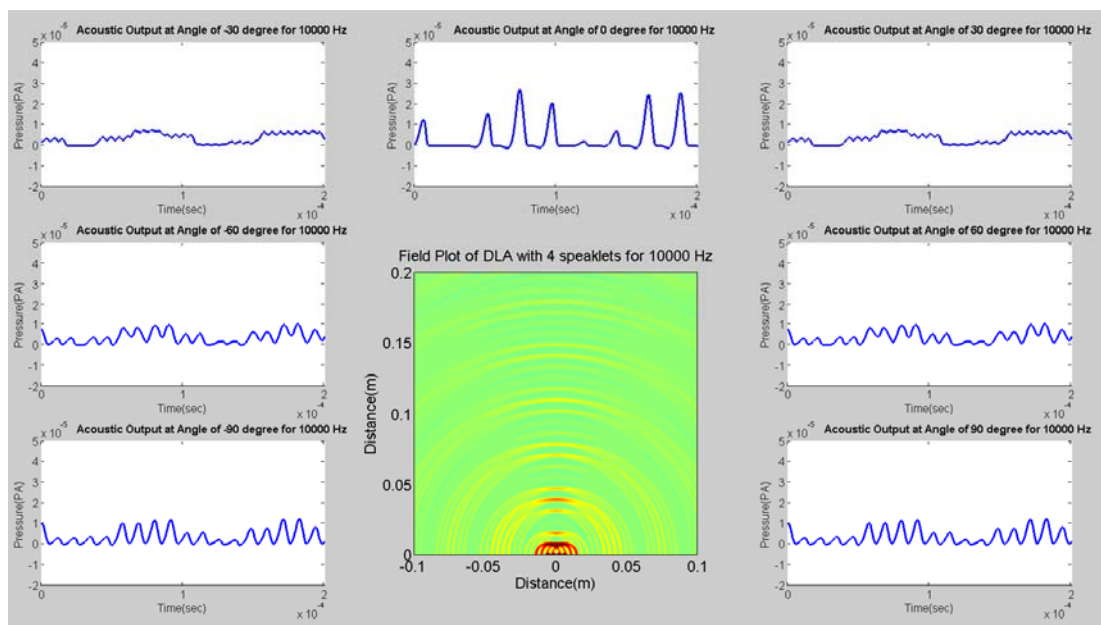 Acoustic Output at Angle of -30 degree for 10000 Hz
x 10^-5
5
4
3
2
1
0
-1
-2
Pressure(PA)
0 1 2
Time(sec)
x 10^-4
Acoustic Output at Angle of 0 degree for 10000 Hz
x 10^-5
5
4
3
2
1
0
-1
-2
Pressure(PA)
0 1 2
Time(sec)
x 10^-4
Acoustic Output at Angle of 30 degree for 10000 Hz
x 10^-5
5
4
3
2
1
0
-1
-2
Pressure(PA)
0 1 2
Time(sec)
x 10^-4
Acoustic Output at Angle of -60 degree for 10000 Hz
x 10^-5
5
4
3
2
1
0
-1
-2
Pressure(PA)
0 1 2
Time(sec)
x 10^-4
Field Plot of DLA with 4 speaklets for 10000 Hz
0.2
0.15
0.1
0.05
0
Distance(m)
-0.1 -0.05 0 0.05 0.1
Distance(m)
Acoustic Output at Angle of 60 degree for 10000 Hz
x 10^-5
5
4
3
2
1
0
-1
-2
Pressure(PA)
0 1 2
Time(sec)
x 10^-4
Acoustic Output at Angle of -90 degree for 10000 Hz
x 10^-5
5
4
3
2
1
0
-1
-2
Pressure(PA)
0 1 2
Time(sec)
x 10^-4
Acoustic Output at Angle of 90 degree for 10000 Hz
x 10^-5
5
4
3
2
1
0
-1
-2
Pressure(PA)
0 1 2
Time(sec)
x 10^-4